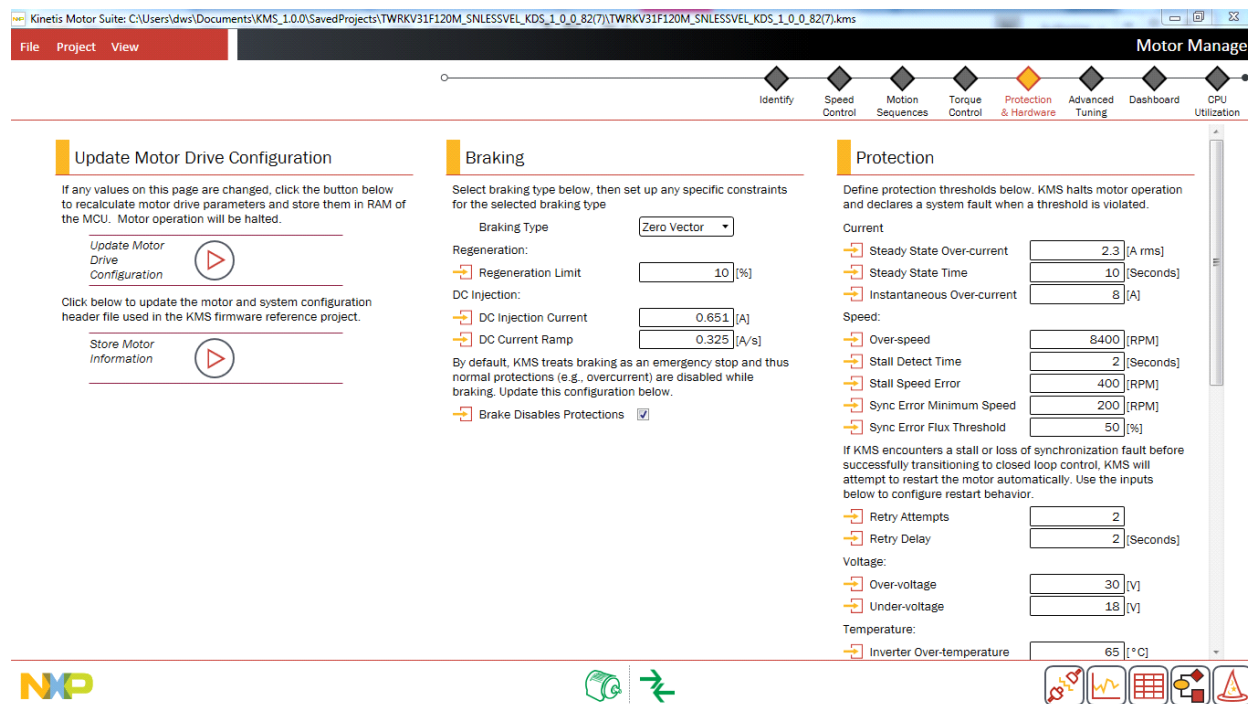 Kinetis Motor Suite: C:\Users\dws\Documents\KMS_1.0.0\SavedProjects\TWRKV31F120M_SNLESSVEL_KDS_1_0_0_82(7)\TWRKV31F120M_SNLESSVEL_KDS_1_0_0_82(7).kms
File Project View
Motor Manage
Identify
Speed Control
Motion Sequences
Torque Control
Protection & Hardware
Advanced Tuning
Dashboard
CPU Utilization
Update Motor Drive Configuration
If any values on this page are changed, click the button below
to recalculate motor drive parameters and store them in RAM of
the MCU. Motor operation will be halted.
Update Motor
Drive
Configuration
Click below to update the motor and system configuration
header file used in the KMS firmware reference project.
Store Motor
Information
Braking
Select braking type below, then set up any specific constraints
for the selected braking type
Braking Type Zero Vector
Regeneration:
Regeneration Limit 10 [%]
DC Injection:
DC Injection Current 0.651 [A]
DC Current Ramp 0.325 [A/s]
By default, KMS treats braking as an emergency stop and thus
normal protections (e.g., overcurrent) are disabled while
braking. Update this configuration below.
Brake Disables Protections
Protection
Define protection thresholds below. KMS halts motor operation
and declares a system fault when a threshold is violated.
Current
Steady State Over-current 2.3 [A rms]
Steady State Time 10 [Seconds]
Instantaneous Over-current 8 [A]
Speed:
Over-speed 8400 [RPM]
Stall Detect Time 2 [Seconds]
Stall Speed Error 400 [RPM]
Sync Error Minimum Speed 200 [RPM]
Sync Error Flux Threshold 50 [%]
If KMS encounters a stall or loss of synchronization fault before
successfully transitioning to closed loop control, KMS will
attempt to restart the motor automatically. Use the inputs
below to configure restart behavior.
Retry Attempts 2
Retry Delay 2 [Seconds]
Voltage:
Over-voltage 30 [V]
Under-voltage 18 [V]
Temperature:
Inverter Over-temperature 65 [°C]
NXP